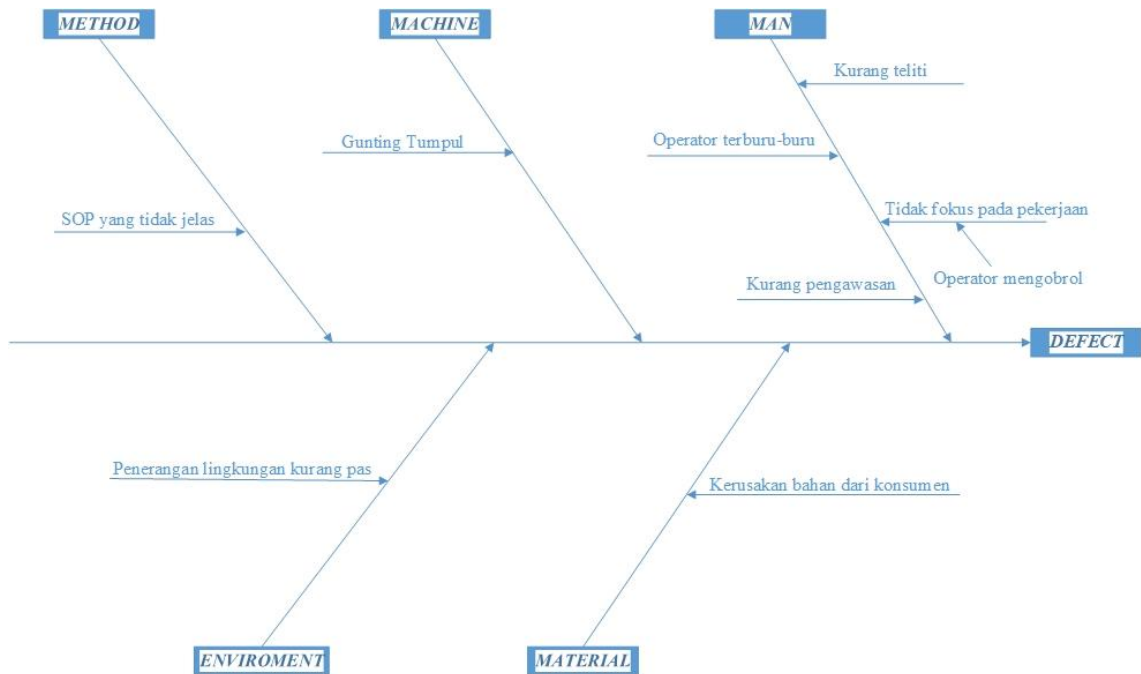 METHOD
MACHINE
MAN
Kurang teliti
Gunting Tumpul
Operator terburu-buru
SOP yang tidak jelas
Tidak fokus pada pekerjaan
Operator mengobrol
Kurang pengawasan
DEFECT
Penerangan lingkungan kurang pas
Kerusakan bahan dari konsumen
ENVIROMENT
MATERIAL